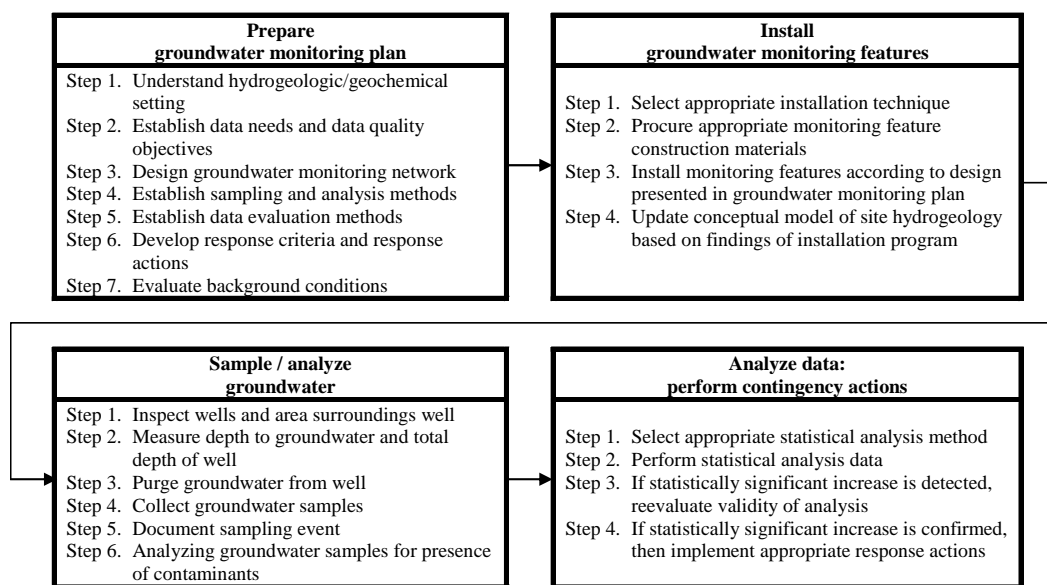 Prepare
groundwater monitoring plan
Step 1. Understand hydrogeologic/geochemical
setting
Step 2. Establish data needs and data quality
objectives
Step 3. Design groundwater monitoring network
Step 4. Establish sampling and analysis methods
Step 5. Establish data evaluation methods
Step 6. Develop response criteria and response
actions
Step 7. Evaluate background conditions
Install
groundwater monitoring features
Step 1. Select appropriate installation technique
Step 2. Procure appropriate monitoring feature
construction materials
Step 3. Install monitoring features according to design
presented in groundwater monitoring plan
Step 4. Update conceptual model of site hydrogeology
based on findings of installation program
Sample / analyze
groundwater
Step 1. Inspect wells and area surroundings well
Step 2. Measure depth to groundwater and total
depth of well
Step 3. Purge groundwater from well
Step 4. Collect groundwater samples
Step 5. Document sampling event
Step 6. Analyzing groundwater samples for presence
of contaminants
Analyze data:
perform contingency actions
Step 1. Select appropriate statistical analysis method
Step 2. Perform statistical analysis data
Step 3. If statistically significant increase is detected,
reevaluate validity of analysis
Step 4. If statistically significant increase is confirmed,
then implement appropriate response actions